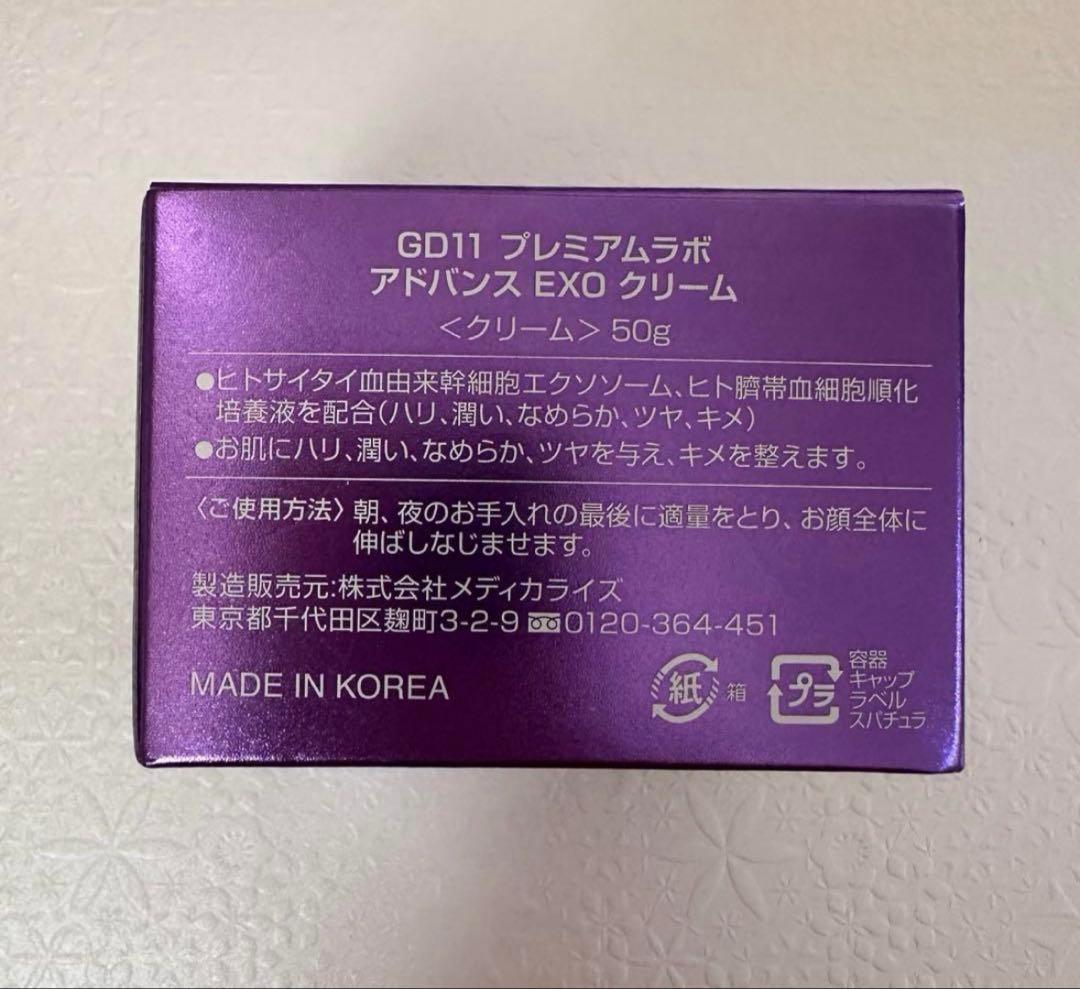 GD11 プレミアムラボ
アドバンス EXO クリーム
＜クリーム＞ 50g
●ヒトサイタイ血由来幹細胞エクソソーム、ヒト臍帯血細胞順化
培養液を配合（ハリ、潤い、なめらか、ツヤ、キメ）
●お肌にハリ、潤い、なめらか、ツヤを与え、キメを整えます。
〈ご使用方法〉朝、夜のお手入れの最後に適量をとり、お顔全体に
伸ばしなじませます。
製造販売元:株式会社メディカライズ
東京都千代田区麹町3-2-9 0120-364-451
MADE IN KOREA
紙 箱
プラ 容器
キャップ
ラベル
スパチュラ